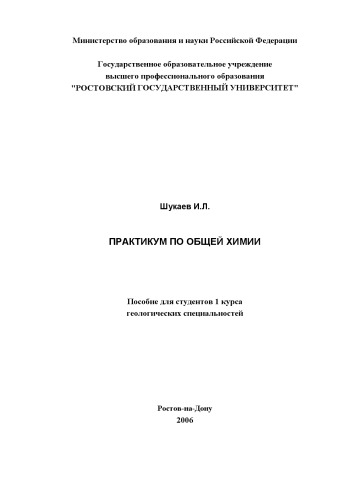 Министерство образования и науки Российской Федерации
Государственное образовательное учреждение
высшего профессионального образования
"РОСТОВСКИЙ ГОСУДАРСТВЕННЫЙ УНИВЕРСИТЕТ"
Шукаев И.Л.
ПРАКТИКУМ ПО ОБЩЕЙ ХИМИИ
Пособие для студентов 1 курса
геологических специальностей
Ростов-на-Дону
2006